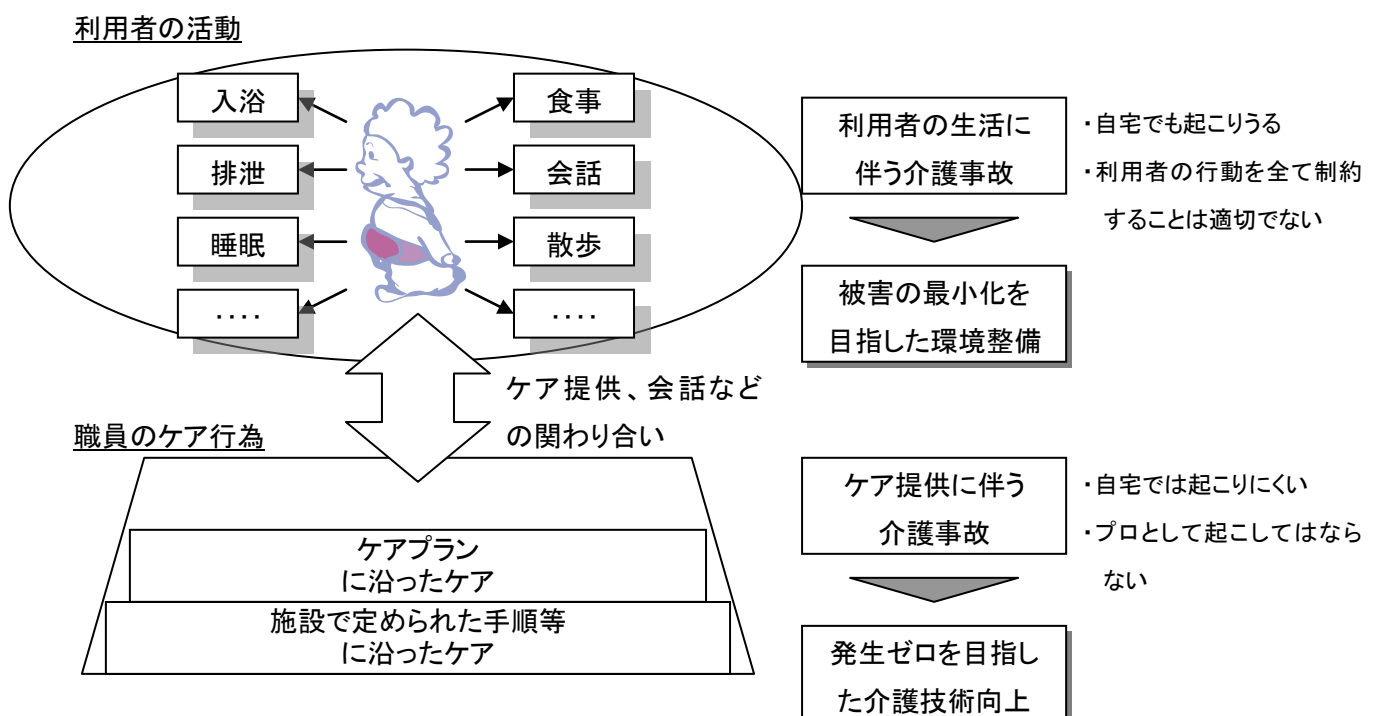 利用者の活動
入浴
排泄
睡眠
‥‥
食事
会話
散歩
‥‥
ケア提供、会話など
の関わり合い
職員のケア行為
ケアプラン
に沿ったケア
施設で定められた手順等
に沿ったケア
利用者の生活に
伴う介護事故
・自宅でも起こりうる
・利用者の行動を全て制約
することは適切でない
被害の最小化を
目指した環境整備
ケア提供に伴う
介護事故
・自宅では起こりにくい
・プロとして起こしてはなら
ない
発生ゼロを目指し
た介護技術向上